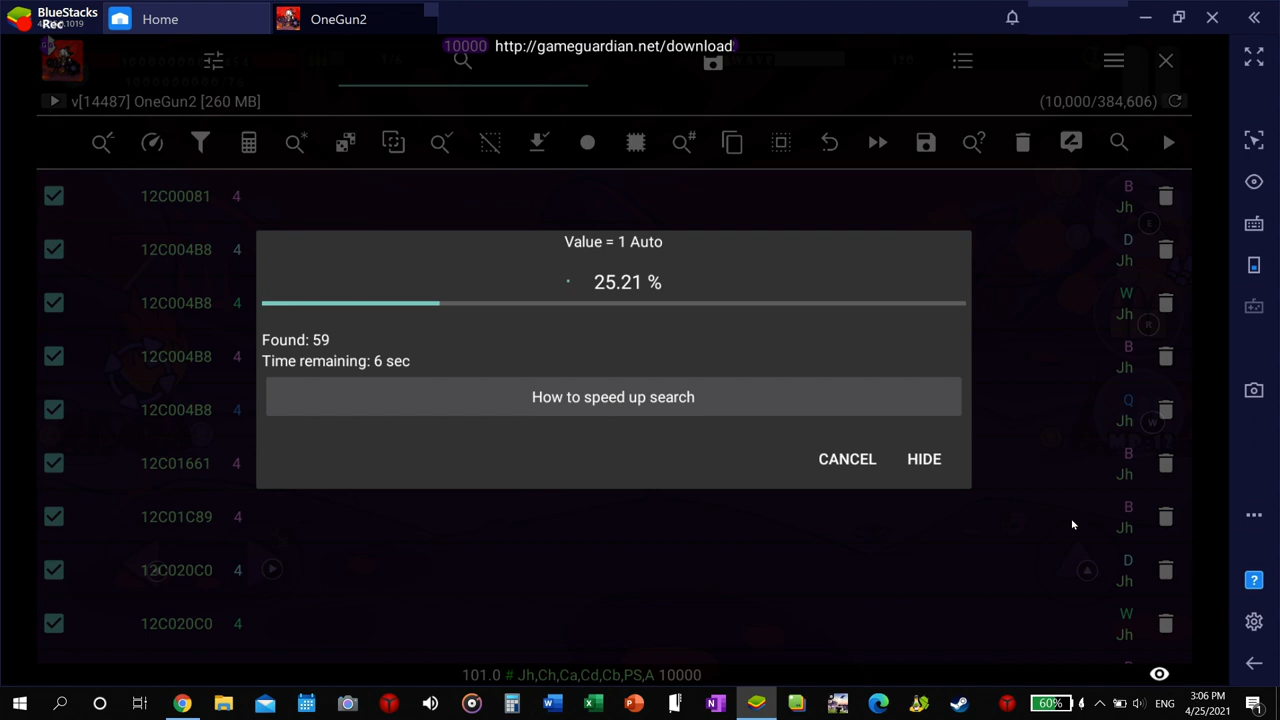 BlueStacks
Rec
Home
OneGun2
10000 http://gameguardian.net/download
v[14487] OneGun2 [260 MB]
(10,000/384,606)
12C00081 4 B
Jh
12C004B8 4 D
Jh
12C004B8 4 W
Jh
12C004B8 4 B
Jh
12C004B8 4 Q
Jh
12C01661 4 B
Jh
12C01C89 4 B
Jh
12C020C0 4 D
Jh
12C020C0 4 W
Jh
Value = 1 Auto
25.21 %
Found: 59
Time remaining: 6 sec
How to speed up search
CANCEL HIDE
101.0 # Jh,Ch,Ca,Cd,Cb,PS,A 10000
60%
3:06 PM
4/25/2021